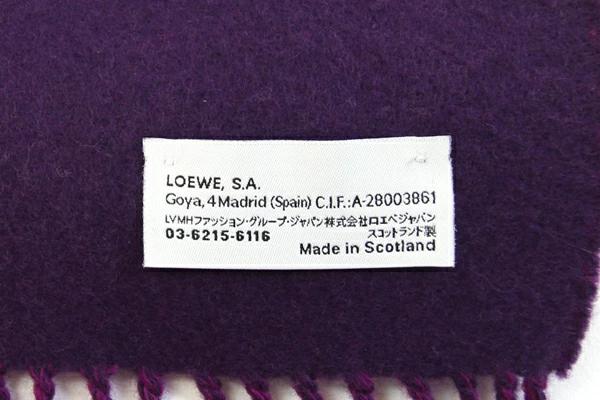 LOEWE, S.A.
Goya, 4 Madrid (Spain) C.I.F.:A-28003861
LVMHファッション・グループ・ジャパン株式会社ロエベジャパン
03-6215-6116 スコットランド製
Made in Scotland